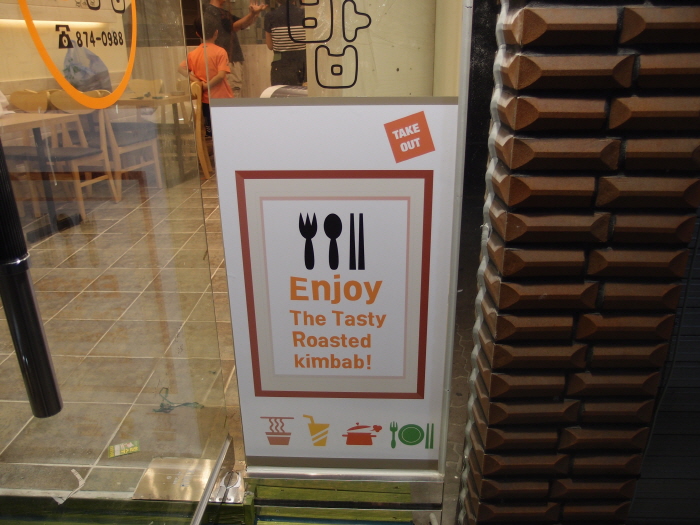 ☎ 874-0988
TAKE
OUT
Enjoy
The Tasty
Roasted
kimbab!